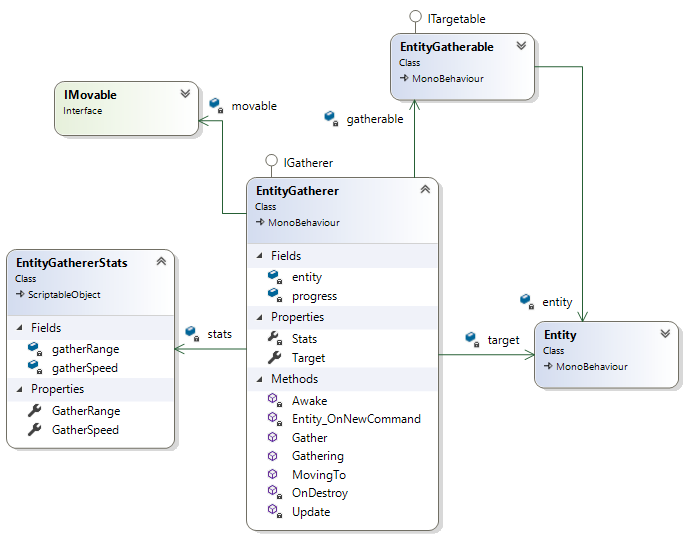 ITargetable
EntityGatherable
Class
MonoBehaviour
IMovable
Interface
movable
gatherable
IGatherer
EntityGatherer
Class
MonoBehaviour
Fields
entity
progress
Properties
Stats
Target
Methods
Awake
Entity_OnNewCommand
Gather
Gathering
MovingTo
OnDestroy
Update
EntityGathererStats
Class
ScriptableObject
Fields
gatherRange
gatherSpeed
Properties
GatherRange
GatherSpeed
stats
entity
target
Entity
Class
MonoBehaviour